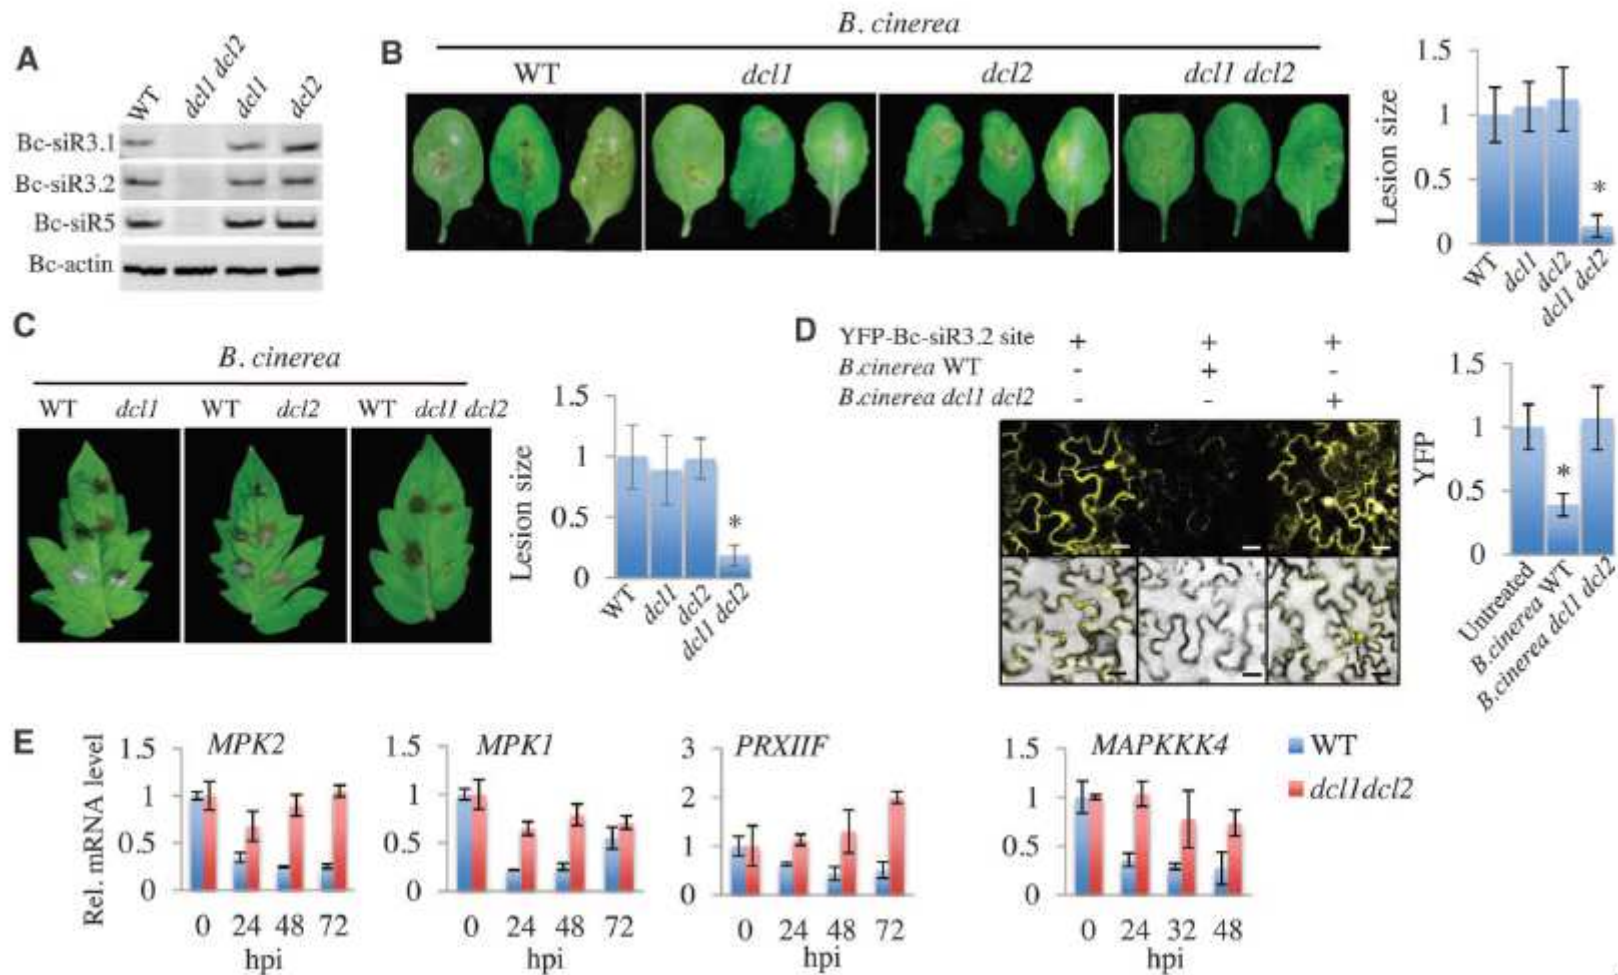 A
WT
dcl1 dcl2
dcl1
dcl2
Bc-siR3.1
Bc-siR3.2
Bc-siR5
Bc-actin
B
B. cinerea
WT dcl1 dcl2 dcl1 dcl2
Lesion size
1.5
1
0.5
0
*
WT
dcl1
dcl2
dcl1 dcl2
C
B. cinerea
WT dcl1 WT dcl2 WT dcl1 dcl2
Lesion size
1.5
1
0.5
0
*
WT
dcl1
dcl2
dcl1 dcl2
D
YFP-Bc-siR3.2 site + + +
B.cinerea WT - + -
B.cinerea dcl1 dcl2 - - +
YFP
1.5
1
0.5
0
*
Untreated
B.cinerea WT
B.cinerea dcl1 dcl2
E
Rel. mRNA level
MPK2
1.5
1
0.5
0
0 24 48 72
hpi
MPK1
1.5
1
0.5
0
0 24 48 72
hpi
PRXIIF
3
2
1
0
0 24 48 72
hpi
MAPKKK4
1.5
1
0.5
0
0 24 32 48
hpi
WT
dcl1dcl2